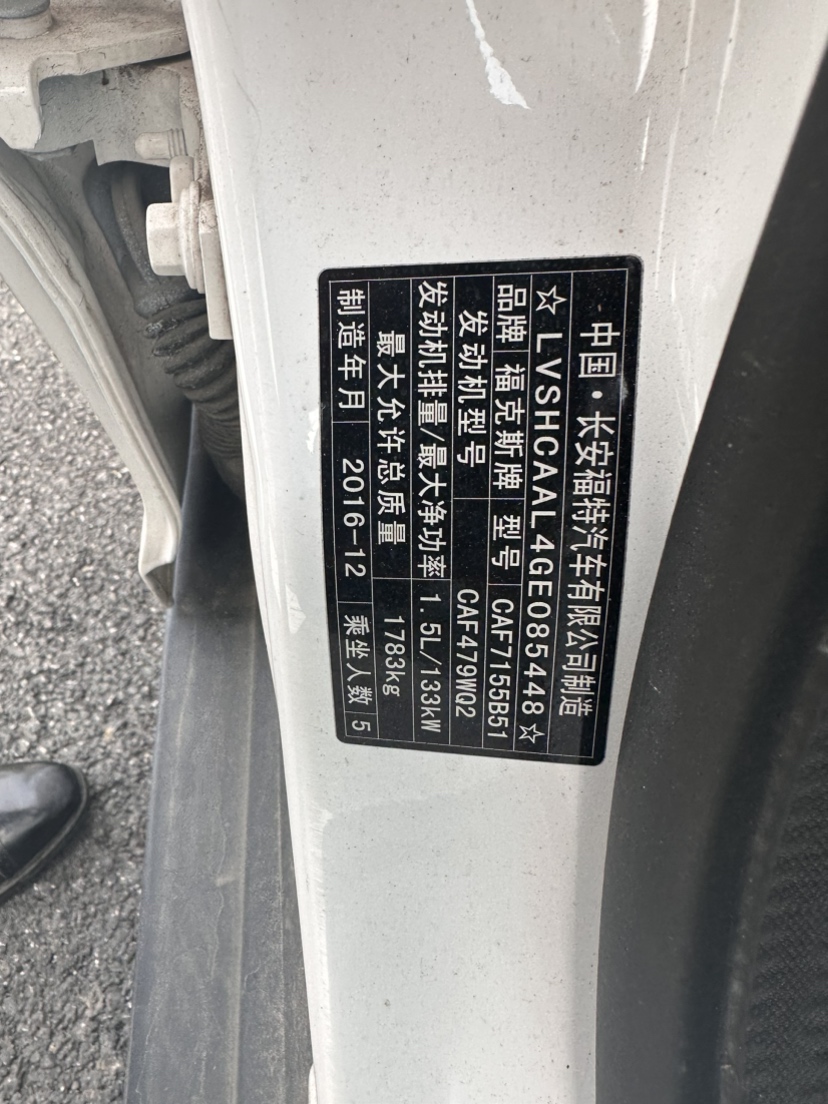 中国·长安福特汽车有限公司制造
☆LVSHCAAL4GE085448☆
品牌 福克斯牌 型号 CAF7155B51
发动机型号 CAF479WQ2
发动机排量/最大净功率 1.5L/133kW
最大允许总质量 1783kg
制造年月 2016-12 乘坐人数 5